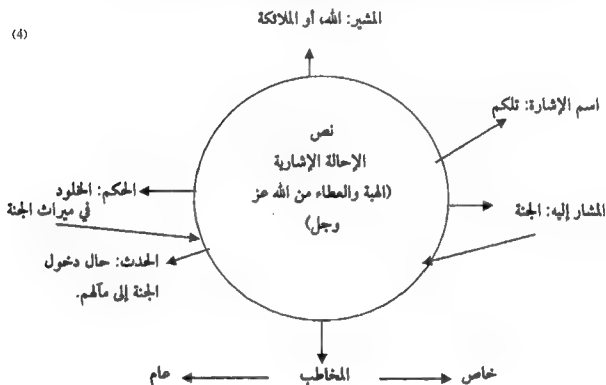 (4)
المشير: الله، أو الملائكة
اسم الإشارة: تلكم
نص
الإحالة الإشارية
(الهبة والعطاء من الله عز
وجل)
المشار إليه: الجنة
الحكم: الخلود
في ميراث الجنة
الحدث: حال دخول
الجنة إلى مآلهم.
خاص
المخاطب
عام